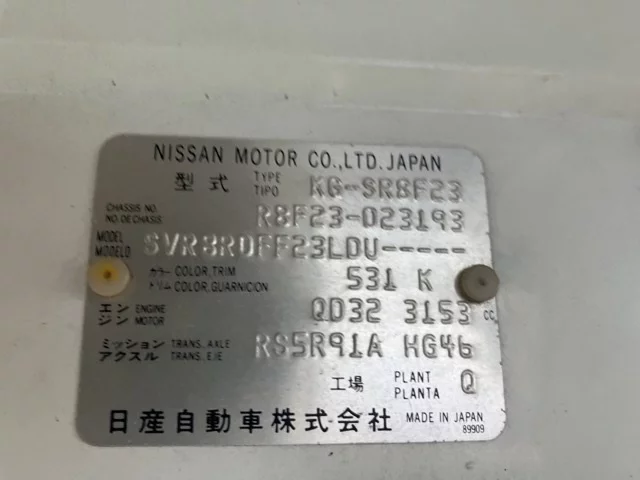 NISSAN MOTOR CO.,LTD.JAPAN
型式 TYPE TIPO KG-SR8F23
CHASSIS NO. NO.DE CHASIS R8F23-023193
MODEL MODELO SVR8RDFF23LDU-----
カラー トリム COLOR,TRIM COLOR,GUARNICION 531 K
エンジン ENGINE MOTOR QD32 3153 cc
ミッション アクスル TRANS.,AXLE TRANS.,EJE RS5R91A HG46
工場 PLANT PLANTA Q
日産自動車株式会社 MADE IN JAPAN
89909